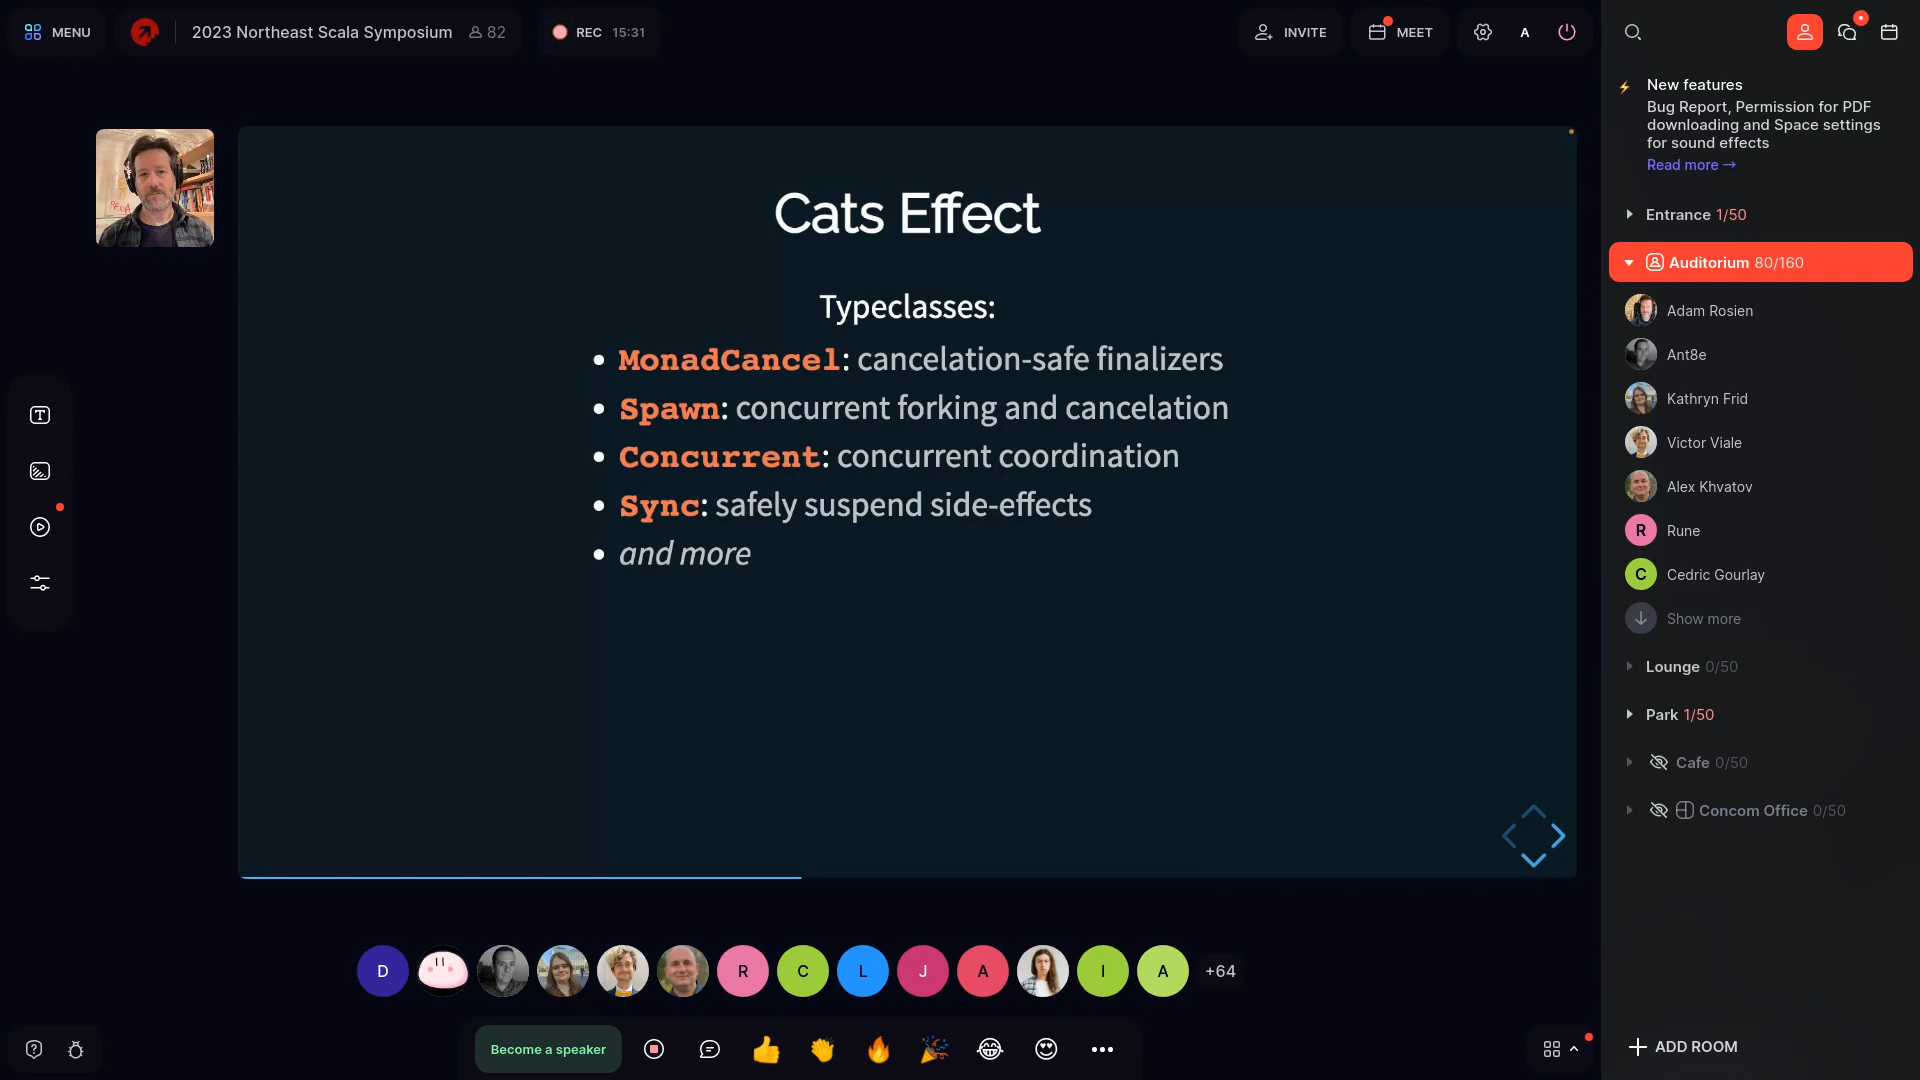 MENU
2023 Northeast Scala Symposium 82
REC 15:31
INVITE
MEET
A
New features
Bug Report, Permission for PDF
downloading and Space settings
for sound effects
Read more →
Cats Effect
Typeclasses:
• MonadCancel: cancelation-safe finalizers
• Spawn: concurrent forking and cancelation
• Concurrent: concurrent coordination
• Sync: safely suspend side-effects
• and more
Entrance 1/50
Auditorium 80/160
Adam Rosien
Ant8e
Kathryn Frid
Victor Viale
Alex Khvatov
R Rune
C Cedric Gourlay
Show more
Lounge 0/50
Park 1/50
Cafe 0/50
Concom Office 0/50
D R C L J A I A +64
Become a speaker
ADD ROOM